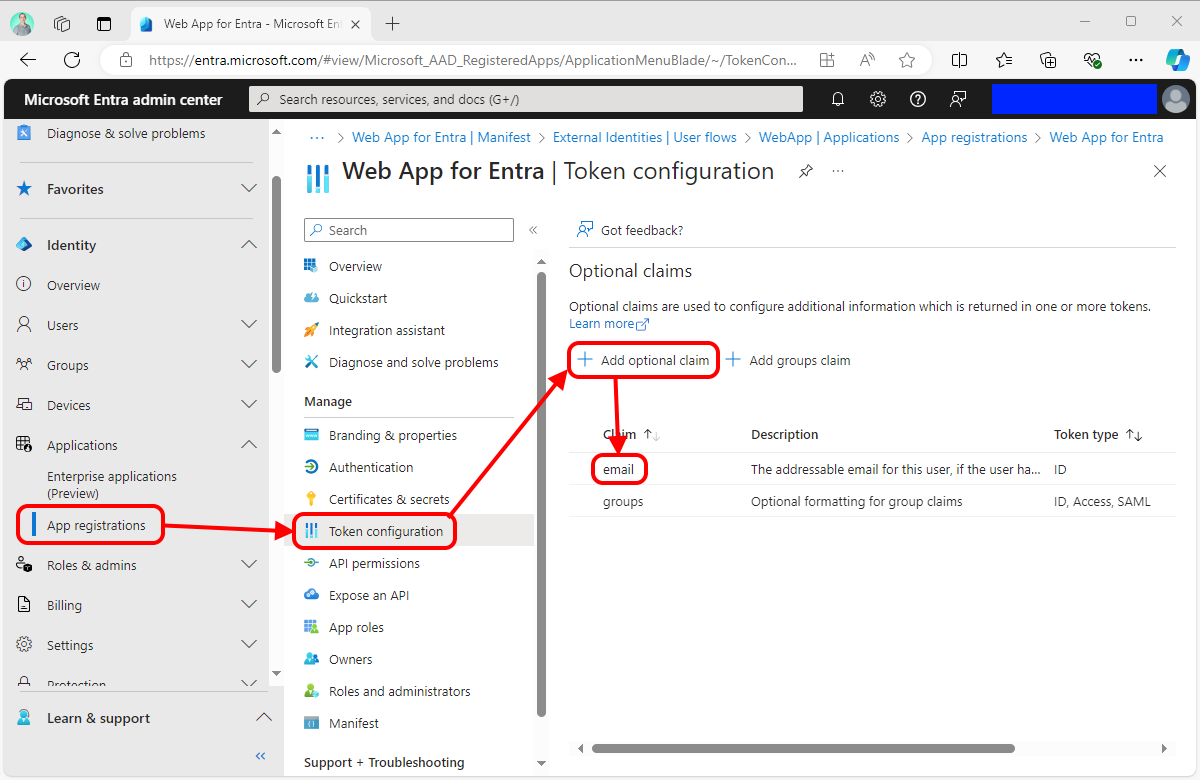 Web App for Entra - Microsoft Ent
https://entra.microsoft.com/#view/Microsoft_AAD_RegisteredApps/ApplicationMenuBlade/~/TokenCon...
Microsoft Entra admin center
Search resources, services, and docs (G+/)
Diagnose & solve problems
Favorites
Identity
Overview
Users
Groups
Devices
Applications
Enterprise applications
(Preview)
App registrations
Roles & admins
Billing
Settings
Protection
Learn & support
«
... > Web App for Entra | Manifest > External Identities | User flows > WebApp | Applications > App registrations > Web App for Entra
Web App for Entra | Token configuration
...
Search
«
Overview
Quickstart
Integration assistant
Diagnose and solve problems
Manage
Branding & properties
Authentication
Certificates & secrets
Token configuration
API permissions
Expose an API
App roles
Owners
Roles and administrators
Manifest
Support + Troubleshooting
Got feedback?
Optional claims
Optional claims are used to configure additional information which is returned in one or more tokens.
Learn more
+ Add optional claim + Add groups claim
Claim ↑↓ Description Token type ↑↓
email The addressable email for this user, if the user ha... ID
groups Optional formatting for group claims ID, Access, SAML